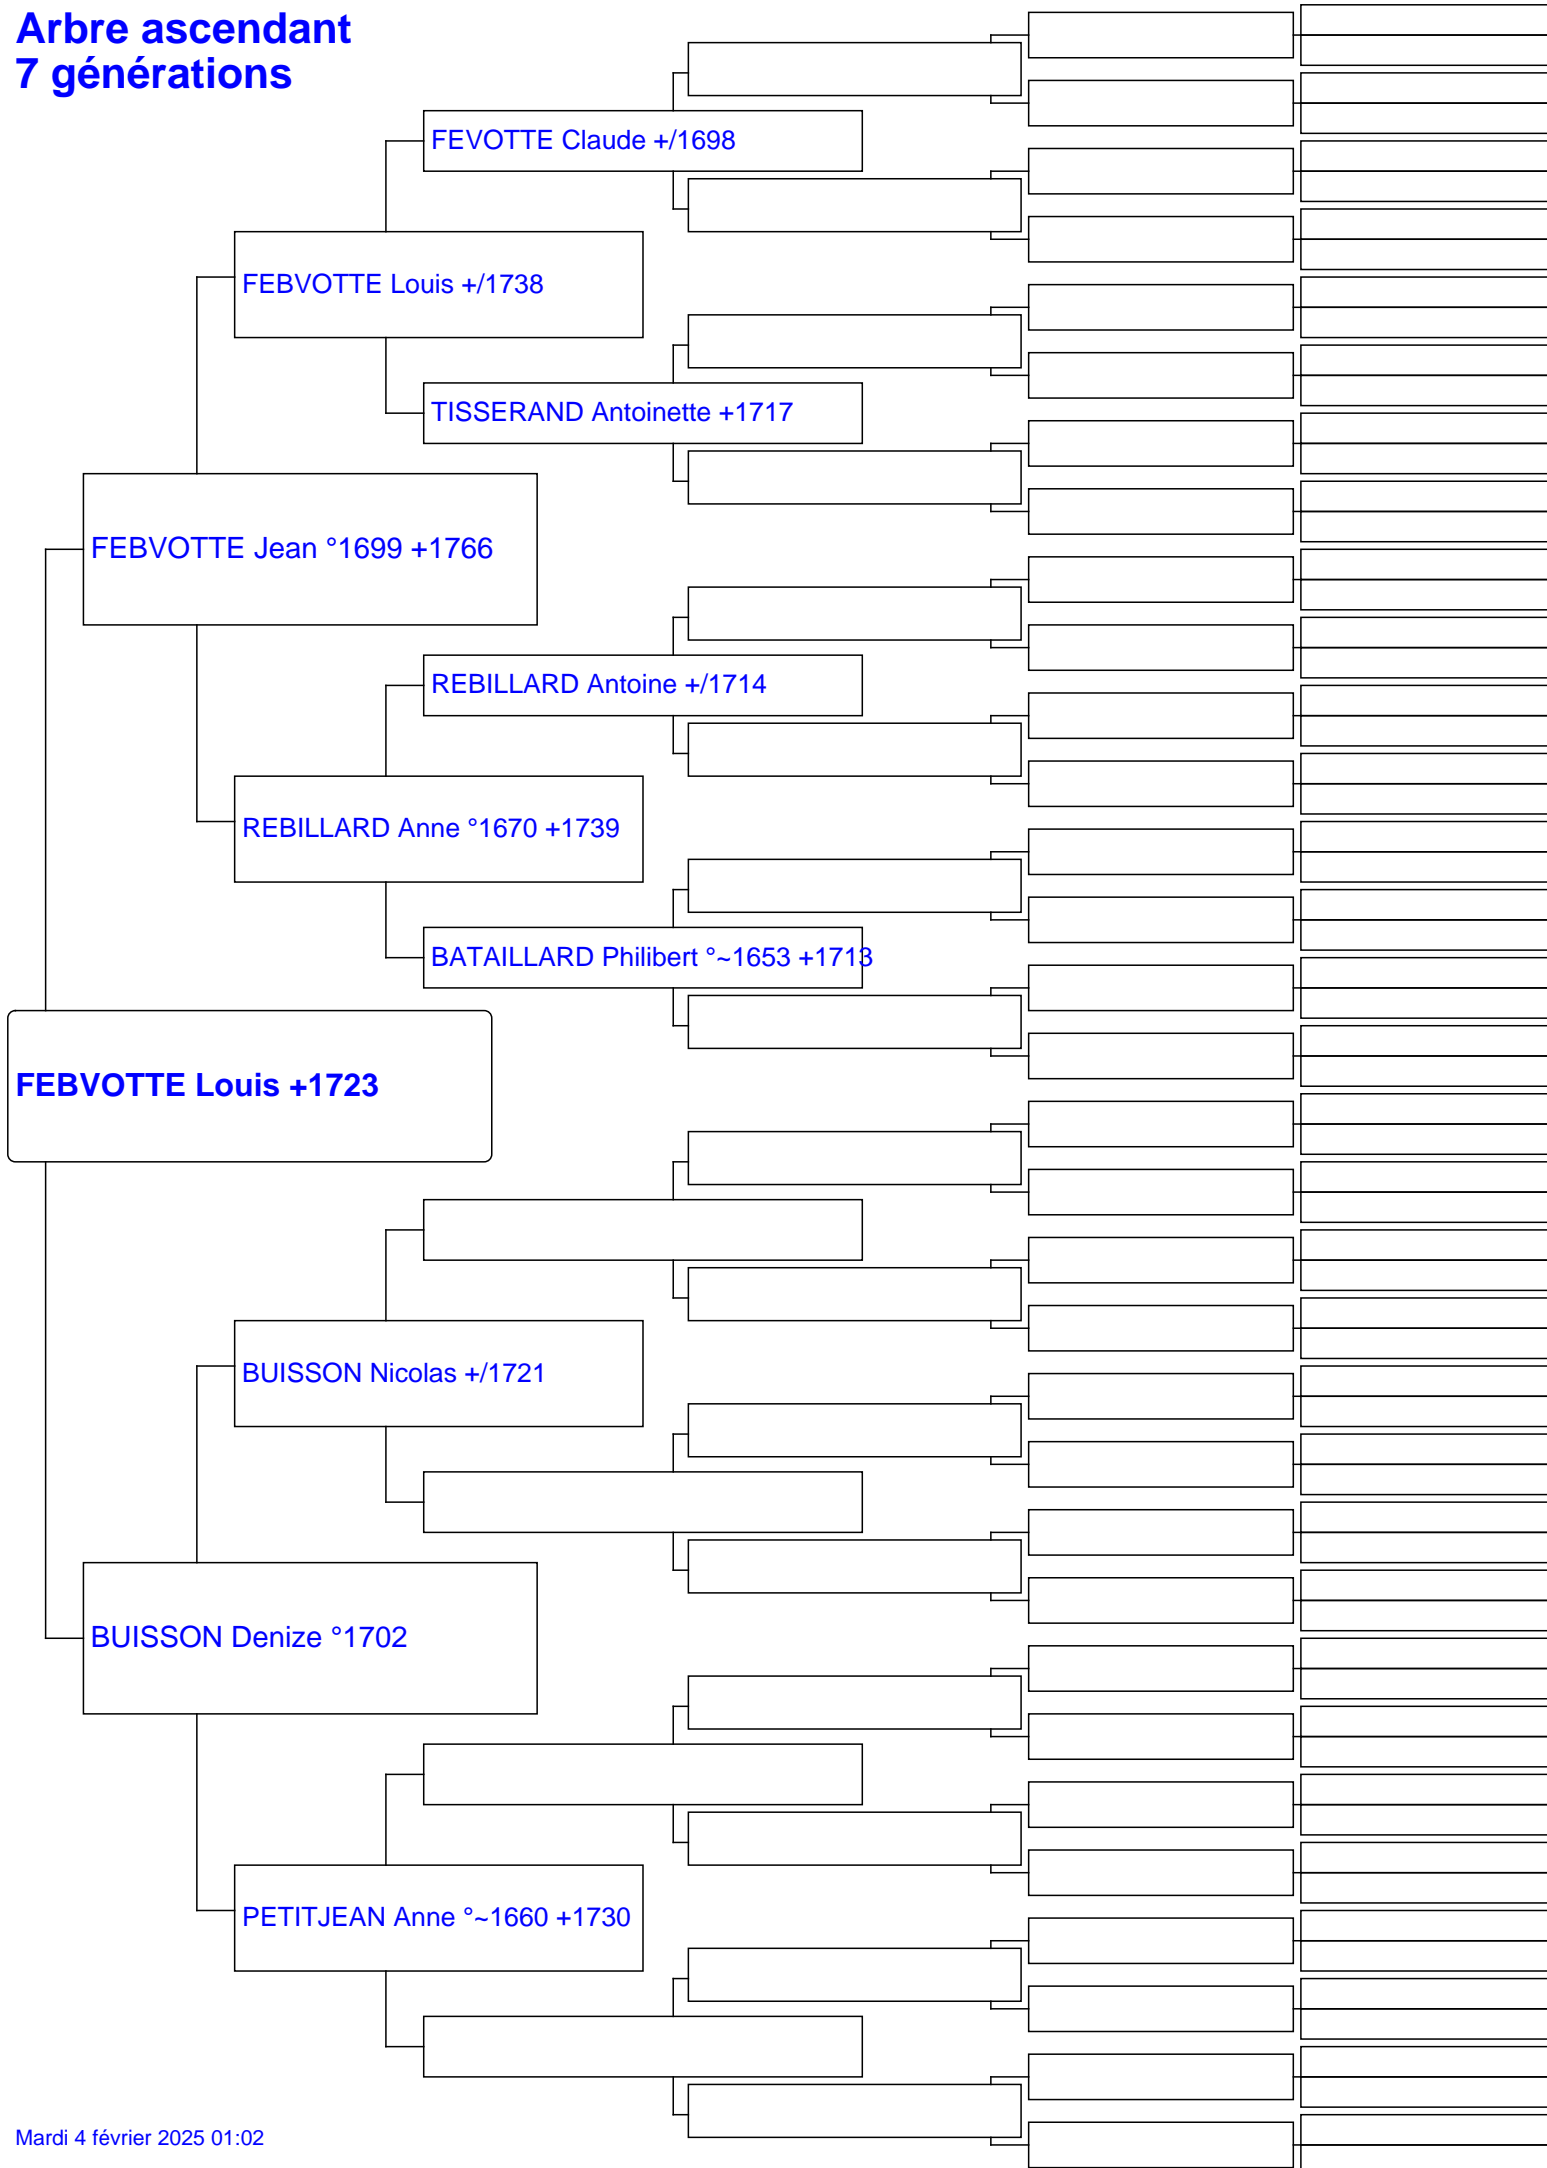 Arbre ascendant
7 générations
FEVOTTE Claude +/1698
FEBVOTTE Louis +/1738
TISSERAND Antoinette +1717
FEBVOTTE Jean °1699 +1766
REBILLARD Antoine +/1714
REBILLARD Anne °1670 +1739
BATAILLARD Philibert °~1653 +1713
FEBVOTTE Louis +1723
BUISSON Nicolas +/1721
BUISSON Denize °1702
PETITJEAN Anne °~1660 +1730
Mardi 4 février 2025 01:02